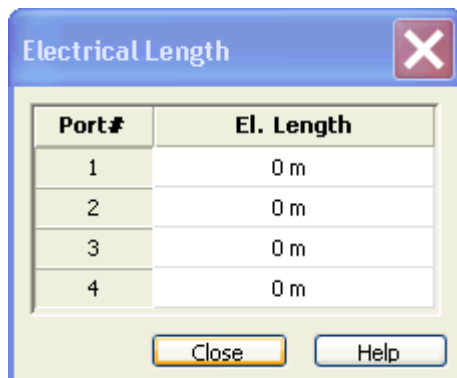 Electrical Length
Port# El. Length
1 0 m
2 0 m
3 0 m
4 0 m
Close Help